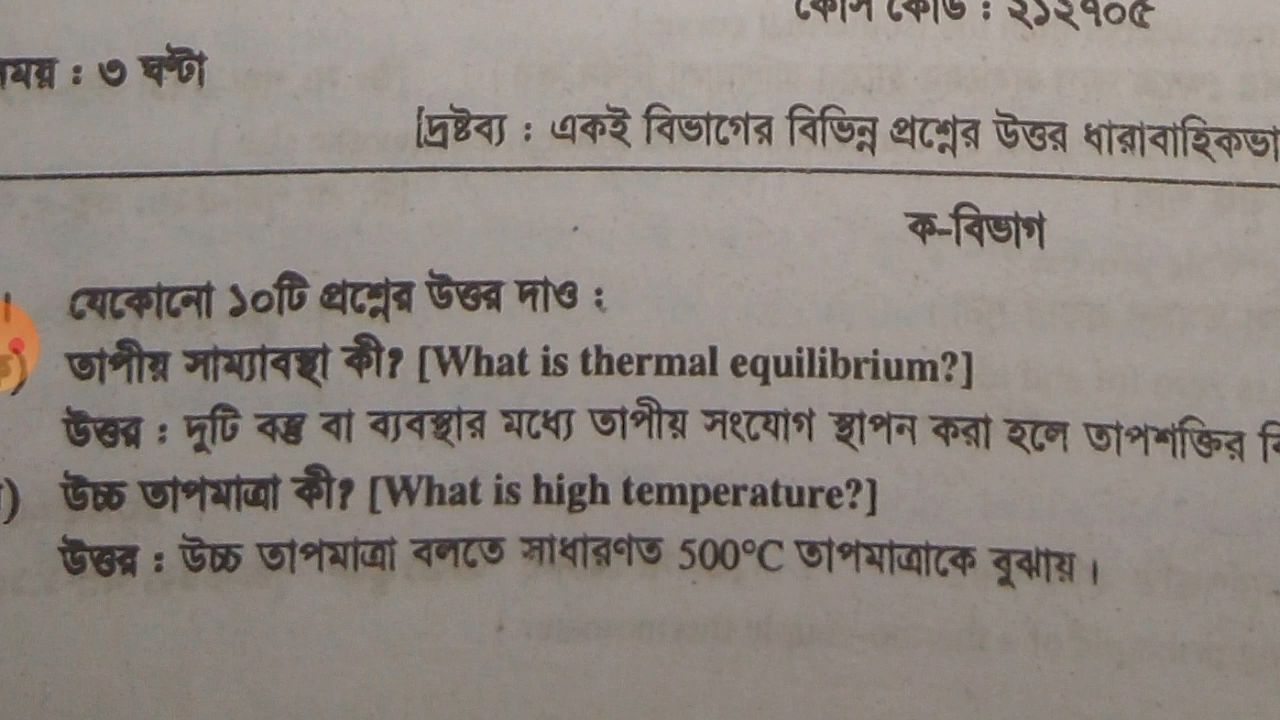 কোর্স কোড : ২১২৭০৫
সময় : ৩ ঘণ্টা
[দ্রষ্টব্য : একই বিভাগের বিভিন্ন প্রশ্নের উত্তর ধারাবাহিকভা
ক-বিভাগ
। যেকোনো ১০টি প্রশ্নের উত্তর দাও :
) তাপীয় সাম্যাবস্থা কী? [What is thermal equilibrium?]
উত্তর : দুটি বস্তু বা ব্যবস্থার মধ্যে তাপীয় সংযোগ স্থাপন করা হলে তাপশক্তির
) উচ্চ তাপমাত্রা কী? [What is high temperature?]
উত্তর : উচ্চ তাপমাত্রা বলতে সাধারণত 500°C তাপমাত্রাকে বুঝায়।